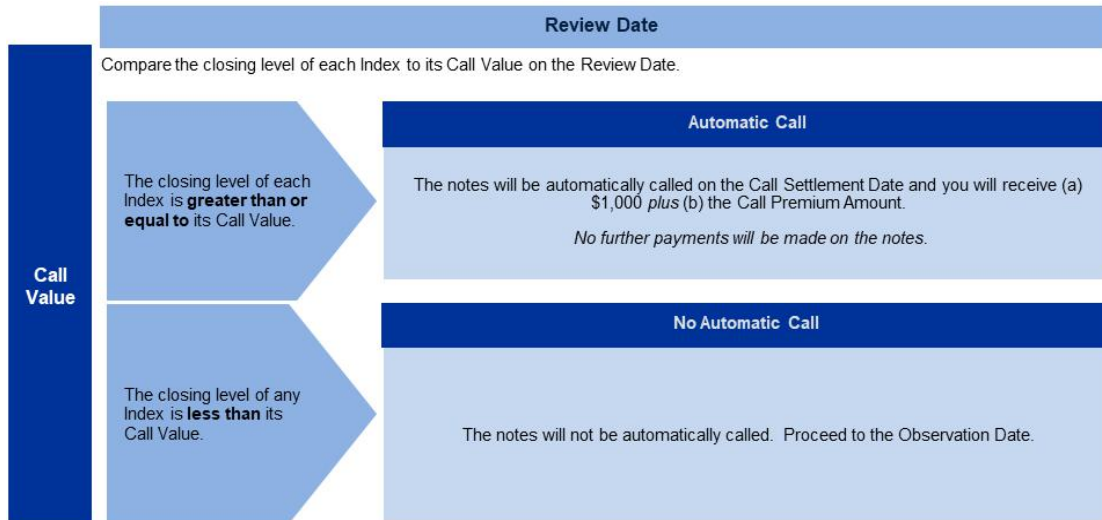 Review Date
Compare the closing level of each Index to its Call Value on the Review Date.
Call
Value
The closing level of each
Index is greater than or
equal to its Call Value.
Automatic Call
The notes will be automatically called on the Call Settlement Date and you will receive (a)
$1,000 plus (b) the Call Premium Amount.
No further payments will be made on the notes.
The closing level of any
Index is less than its
Call Value.
No Automatic Call
The notes will not be automatically called. Proceed to the Observation Date.